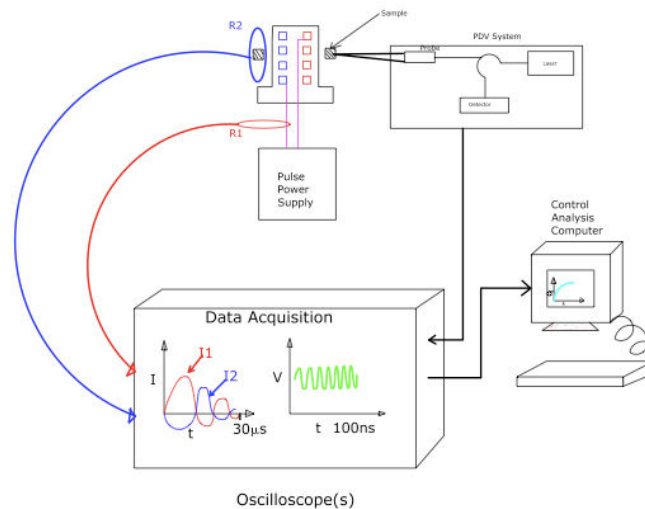 R2
Sample
PDV System
Probe
Laser
Detector
R1
Pulse
Power
Supply
Control
Analysis
Computer
Data Acquisition
I1
I
I2
V
t
30μs
t 100ns
σ
Oscilloscope(s)